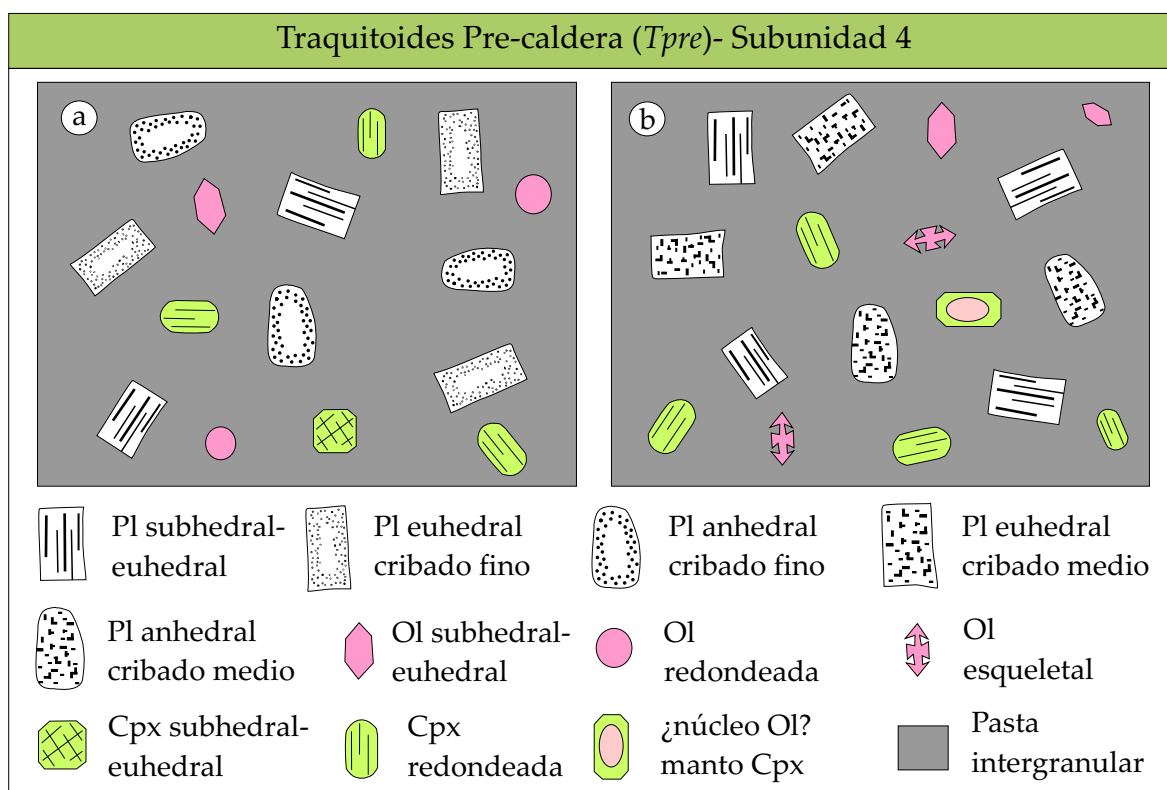 Traquitoides Pre-caldera (Tpre)- Subunidad 4
a
b
Pl subhedral-
euhedral
Pl euhedral
cribado fino
Pl anhedral
cribado fino
Pl euhedral
cribado medio
Pl anhedral
cribado medio
Ol subhedral-
euhedral
Ol
redondeada
Ol
esqueletal
Cpx subhedral-
euhedral
Cpx
redondeada
¿núcleo Ol?
manto Cpx
Pasta
intergranular